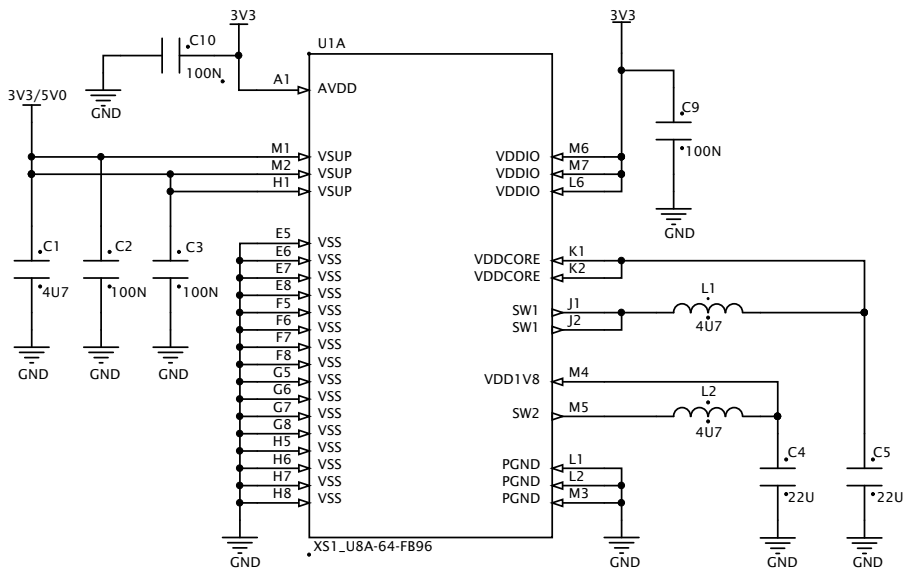 3V3
C10
100N
GND
A1
AVDD
U1A
3V3/5V0
M1
VSUP
M2
VSUP
H1
VSUP
C1
4U7
GND
C2
100N
GND
C3
100N
GND
E5
VSS
E6
VSS
E7
VSS
E8
VSS
F5
VSS
F6
VSS
F7
VSS
F8
VSS
G5
VSS
G6
VSS
G7
VSS
G8
VSS
H5
VSS
H6
VSS
H7
VSS
H8
VSS
GND
XS1_U8A-64-FB96
3V3
C9
100N
GND
VDDIO
M6
VDDIO
M7
VDDIO
L6
VDDCORE
K1
VDDCORE
K2
SW1
J1
SW1
J2
L1
4U7
VDD1V8
M4
SW2
M5
L2
4U7
PGND
L1
PGND
L2
PGND
M3
GND
C4
22U
GND
C5
22U
GND